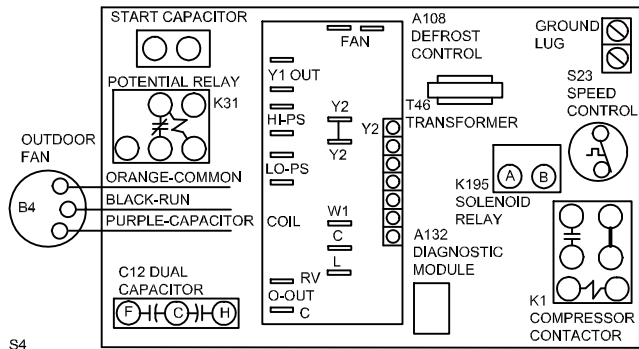 START CAPACITOR
POTENTIAL RELAY
K31
OUTDOOR
FAN
B4
ORANGE-COMMON
BLACK-RUN
PURPLE-CAPACITOR
C12 DUAL
CAPACITOR
F
C
H
S4
FAN
Y1 OUT
HI-PS
LO-PS
COIL
Y2
Y2
Y2
W1
C
L
RV
O-OUT
C
A108
DEFROST
CONTROL
T46
TRANSFORMER
K195
SOLENOID
RELAY
A
B
A132
DIAGNOSTIC
MODULE
GROUND
LUG
S23
SPEED
CONTROL
K1
COMPRESSOR
CONTACTOR